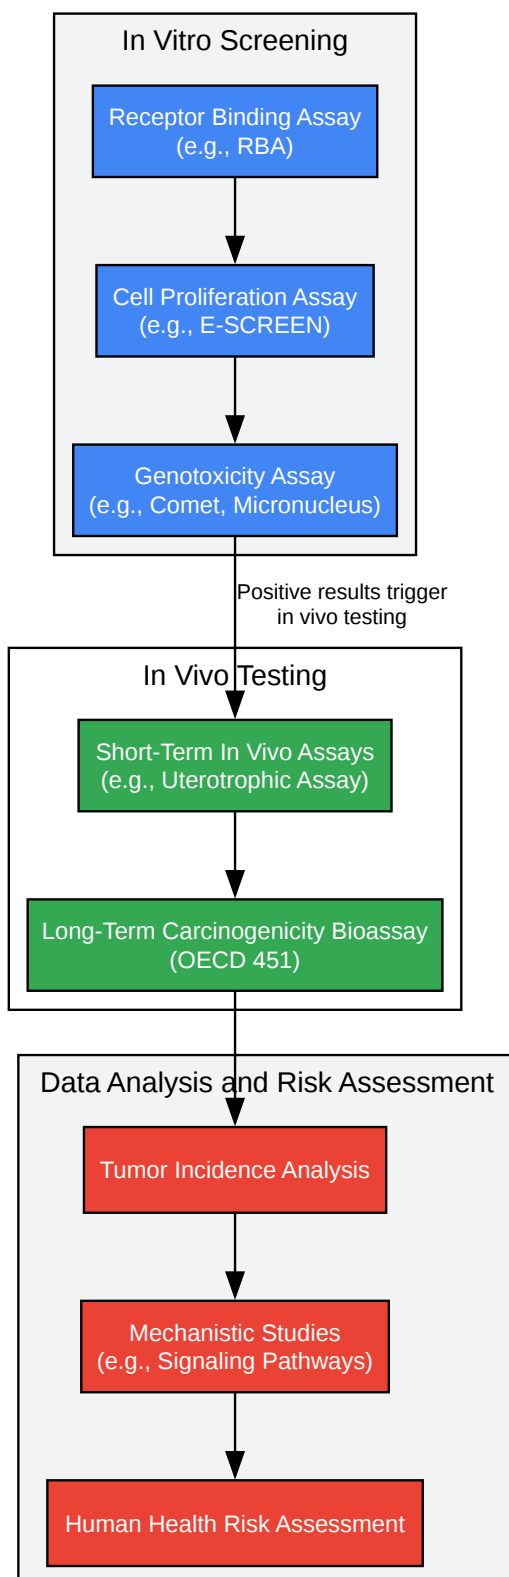 In Vitro Screening
Receptor Binding Assay
(e.g., RBA)
Cell Proliferation Assay
(e.g., E-SCREEN)
Genotoxicity Assay
(e.g., Comet, Micronucleus)
Positive results trigger
in vivo testing
In Vivo Testing
Short-Term In Vivo Assays
(e.g., Uterotrophic Assay)
Long-Term Carcinogenicity Bioassay
(OECD 451)
Data Analysis and Risk Assessment
Tumor Incidence Analysis
Mechanistic Studies
(e.g., Signaling Pathways)
Human Health Risk Assessment